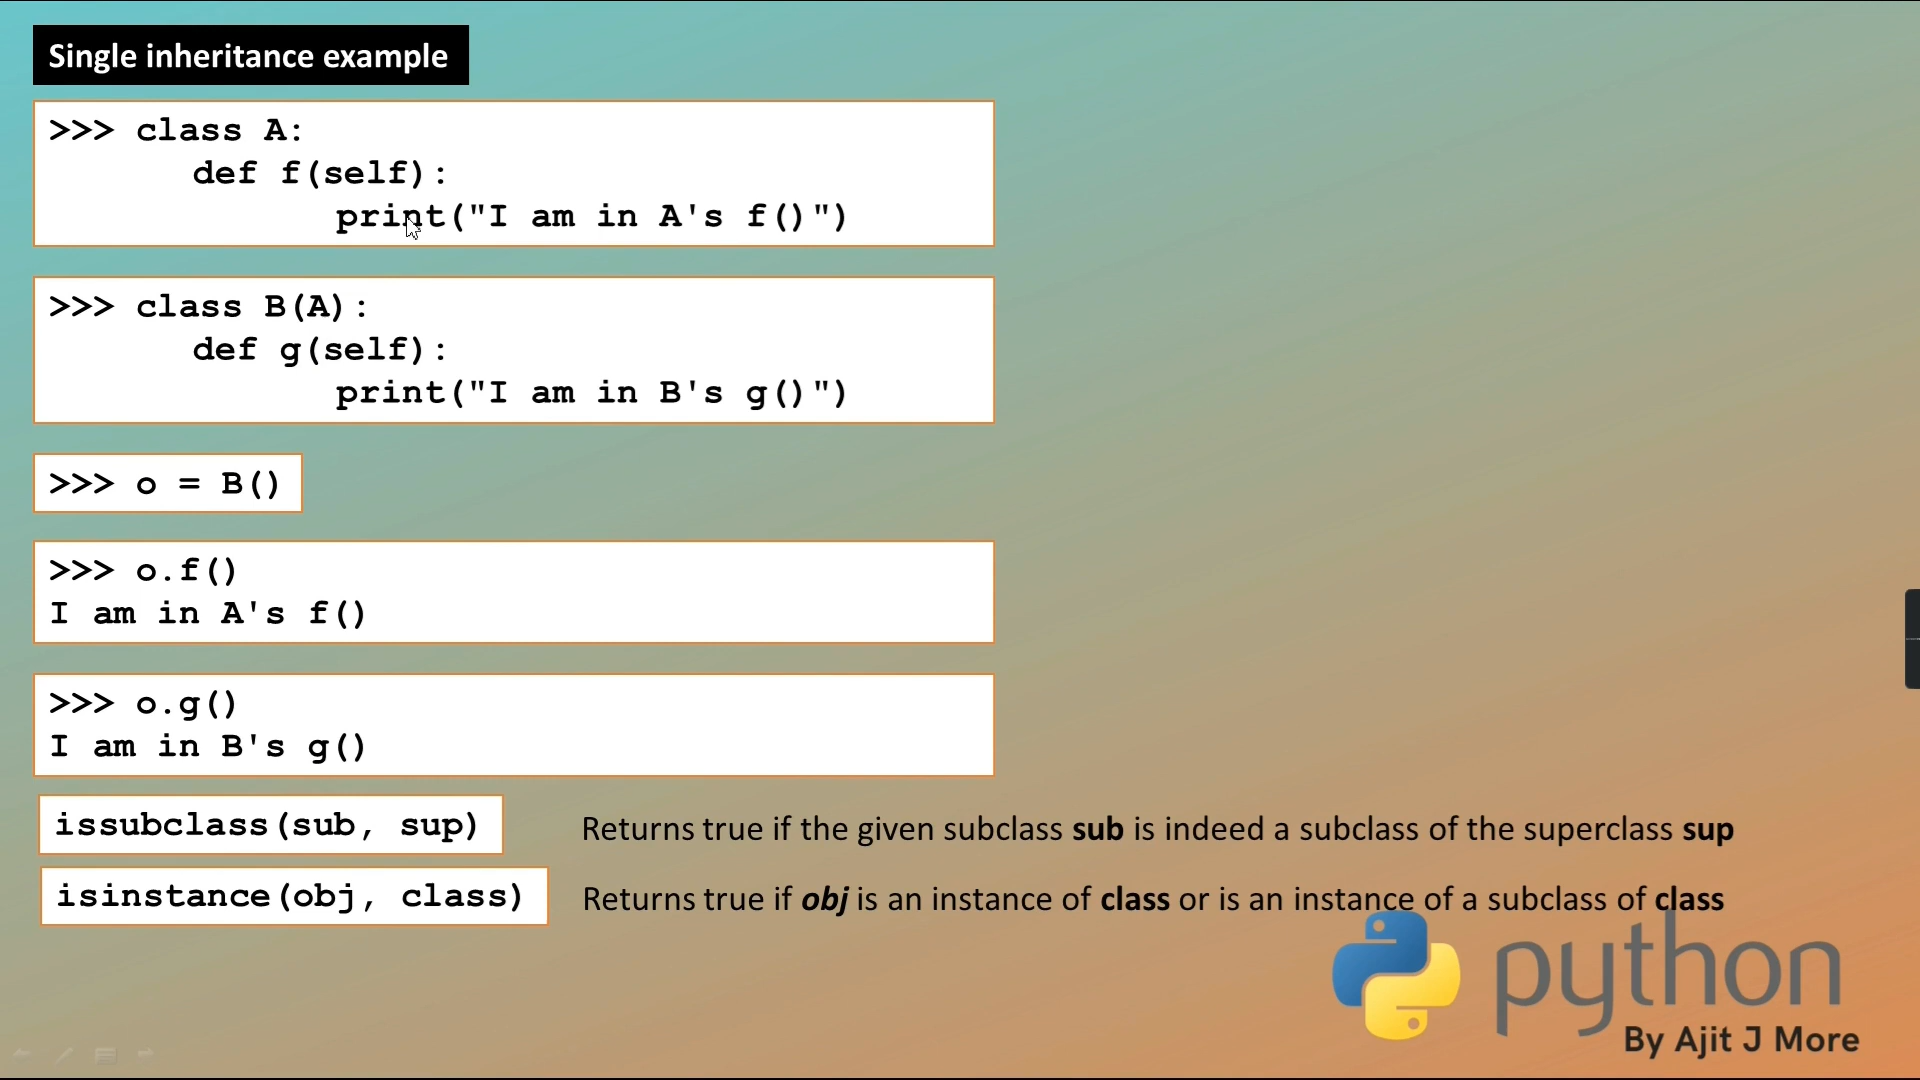 Single inheritance example
>>> class A:
def f(self):
print("I am in A's f()")
>>> class B(A):
def g(self):
print("I am in B's g()")
>>> o = B()
>>> o.f()
I am in A's f()
>>> o.g()
I am in B's g()
issubclass(sub, sup) Returns true if the given subclass sub is indeed a subclass of the superclass sup
isinstance(obj, class) Returns true if obj is an instance of class or is an instance of a subclass of class
python
By Ajit J More